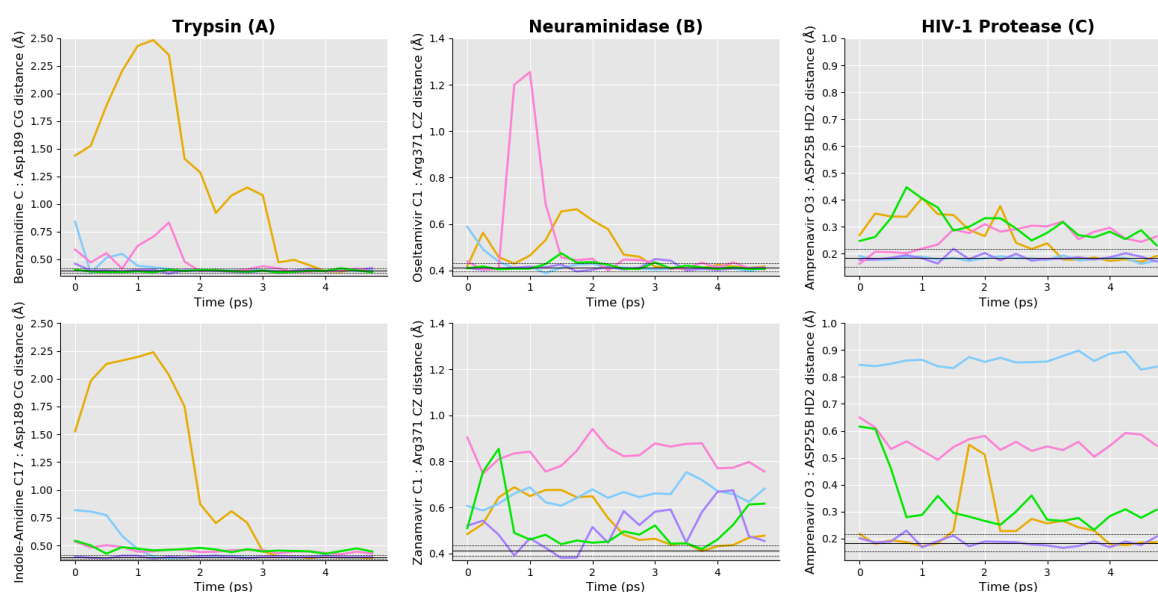 Trypsin (A)
Neuraminidase (B)
HIV-1 Protease (C)
Benzamidine C : Asp189 CG distance (Å)
2.50
2.25
2.00
1.75
1.50
1.25
1.00
0.75
0.50
0 1 2 3 4
Time (ps)
Oseltamivir C1 : Arg371 CZ distance (Å)
1.4
1.2
1.0
0.8
0.6
0.4
0 1 2 3 4
Time (ps)
Amprenavir O3 : ASP25B HD2 distance (Å)
1.0
0.9
0.8
0.7
0.6
0.5
0.4
0.3
0.2
0.1
0 1 2 3 4
Time (ps)
Indole-Amidine C17 : Asp189 CG distance (Å)
2.50
2.25
2.00
1.75
1.50
1.25
1.00
0.75
0.50
0 1 2 3 4
Time (ps)
Zanamavir C1 : Arg371 CZ distance (Å)
1.4
1.2
1.0
0.8
0.6
0.4
0 1 2 3 4
Time (ps)
Amprenavir O3 : ASP25B HD2 distance (Å)
1.0
0.9
0.8
0.7
0.6
0.5
0.4
0.3
0.2
0.1
0 1 2 3 4
Time (ps)